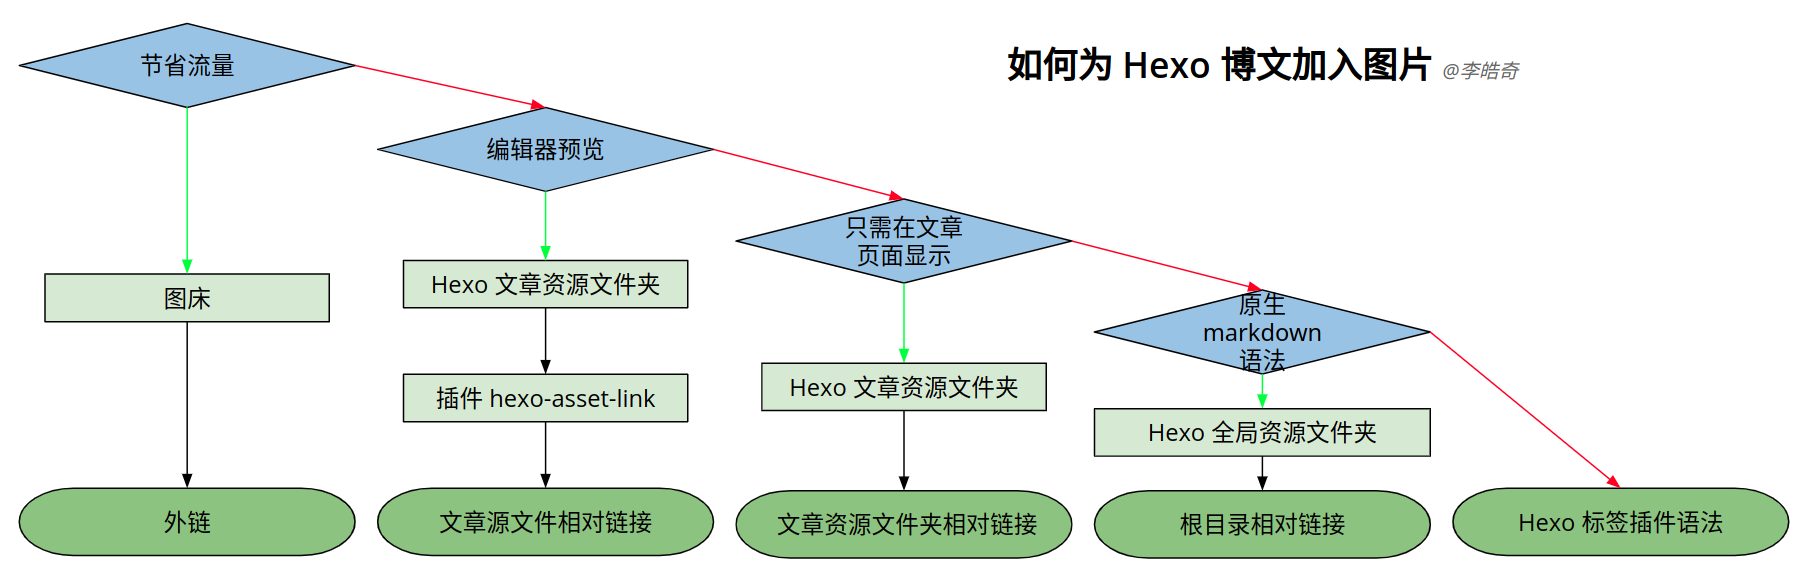 如何为 Hexo 博文加入图片 @李皓奇
节省流量
编辑器预览
只需在文章
页面显示
原生
markdown
语法
图床
Hexo 文章资源文件夹
插件 hexo-asset-link
Hexo 文章资源文件夹
Hexo 全局资源文件夹
外链
文章源文件相对链接
文章资源文件夹相对链接
根目录相对链接
Hexo 标签插件语法